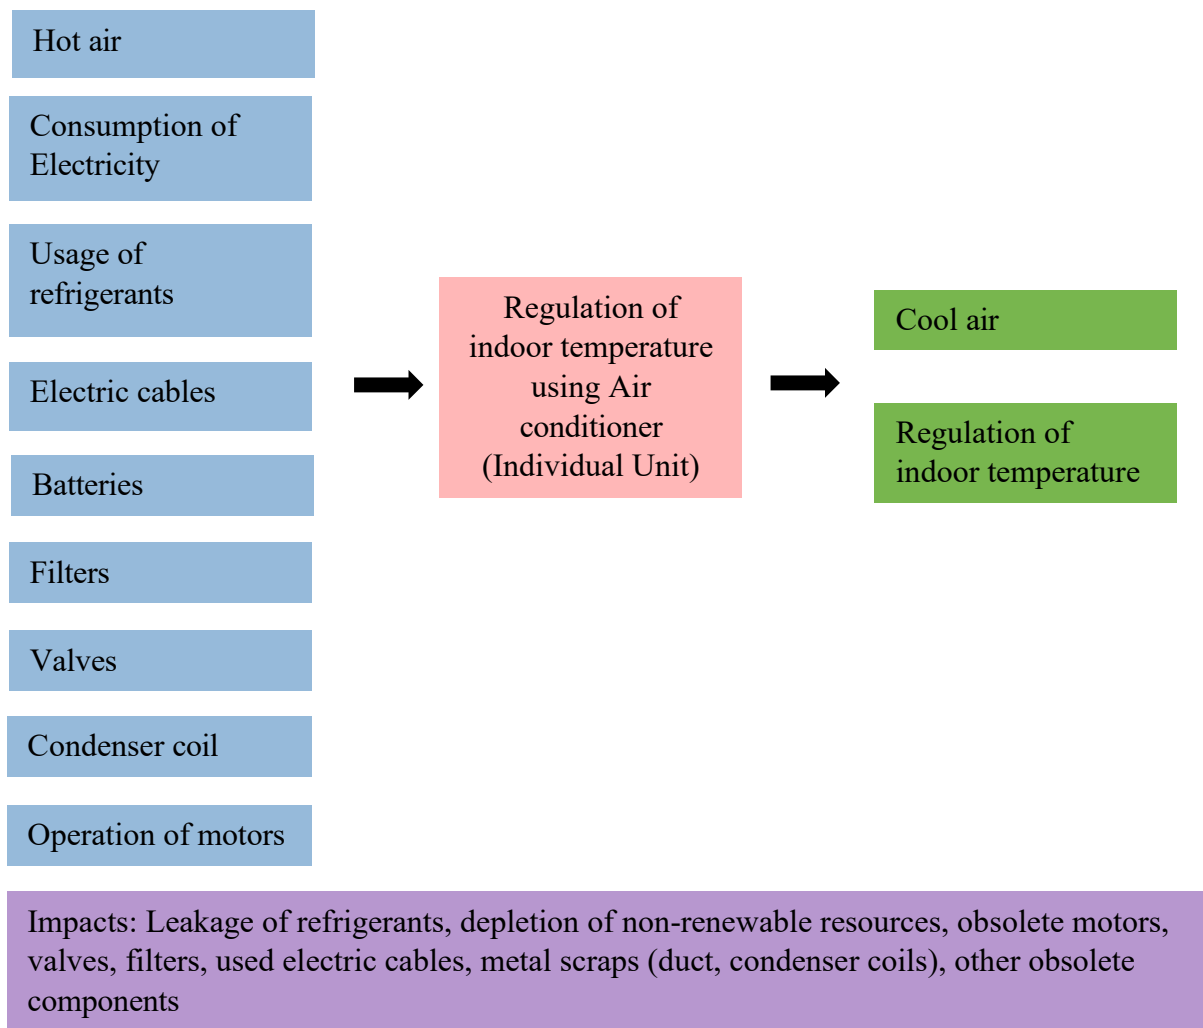 Hot air
Consumption of
Electricity
Usage of
refrigerants
Electric cables
Batteries
Filters
Valves
Condenser coil
Operation of motors
Regulation of
indoor temperature
using Air
conditioner
(Individual Unit)
Cool air
Regulation of
indoor temperature
Impacts: Leakage of refrigerants, depletion of non-renewable resources, obsolete motors,
valves, filters, used electric cables, metal scraps (duct, condenser coils), other obsolete
components